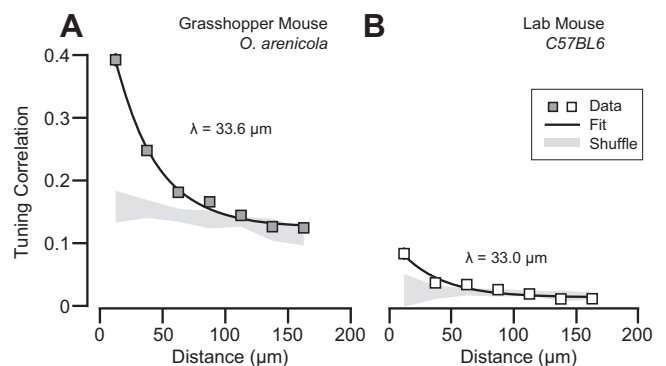 A
Grasshopper Mouse
O. arenicola
B
Lab Mouse
C57BL6
Tuning Correlation
0.4
0.3
0.2
0.1
0
λ = 33.6 μm
λ = 33.0 μm
Data
Fit
Shuffle
0 50 100 150 200
Distance (μm)
0 50 100 150 200
Distance (μm)